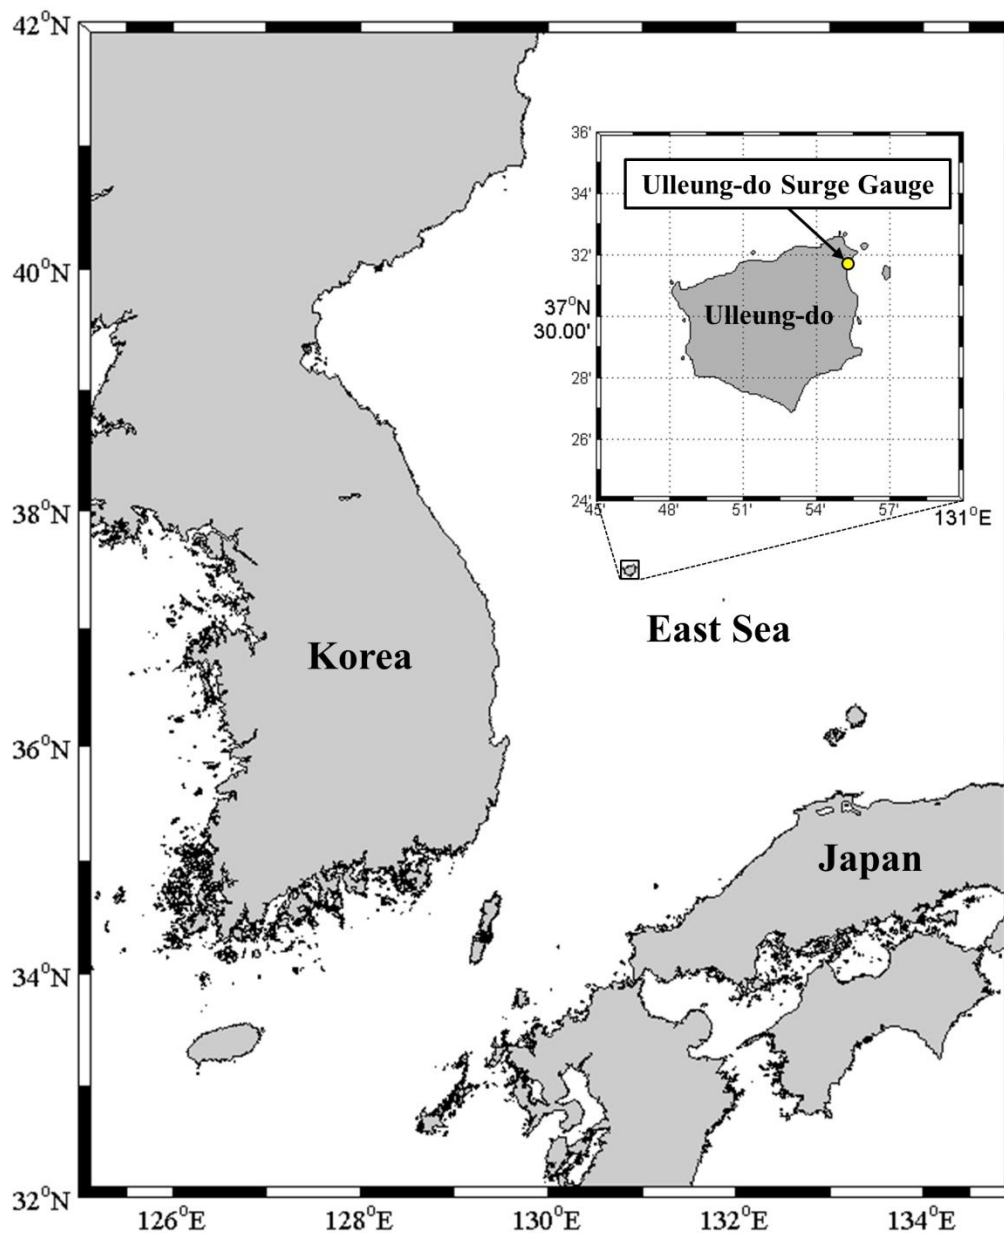 42°N
40°N
38°N
36°N
34°N
32°N
126°E
128°E
130°E
132°E
134°E
36'
34'
32'
37°N
30.00'
28'
26'
24'
45'
48'
51'
54'
57'
131°E
Ulleung-do Surge Gauge
Ulleung-do
East Sea
Korea
Japan